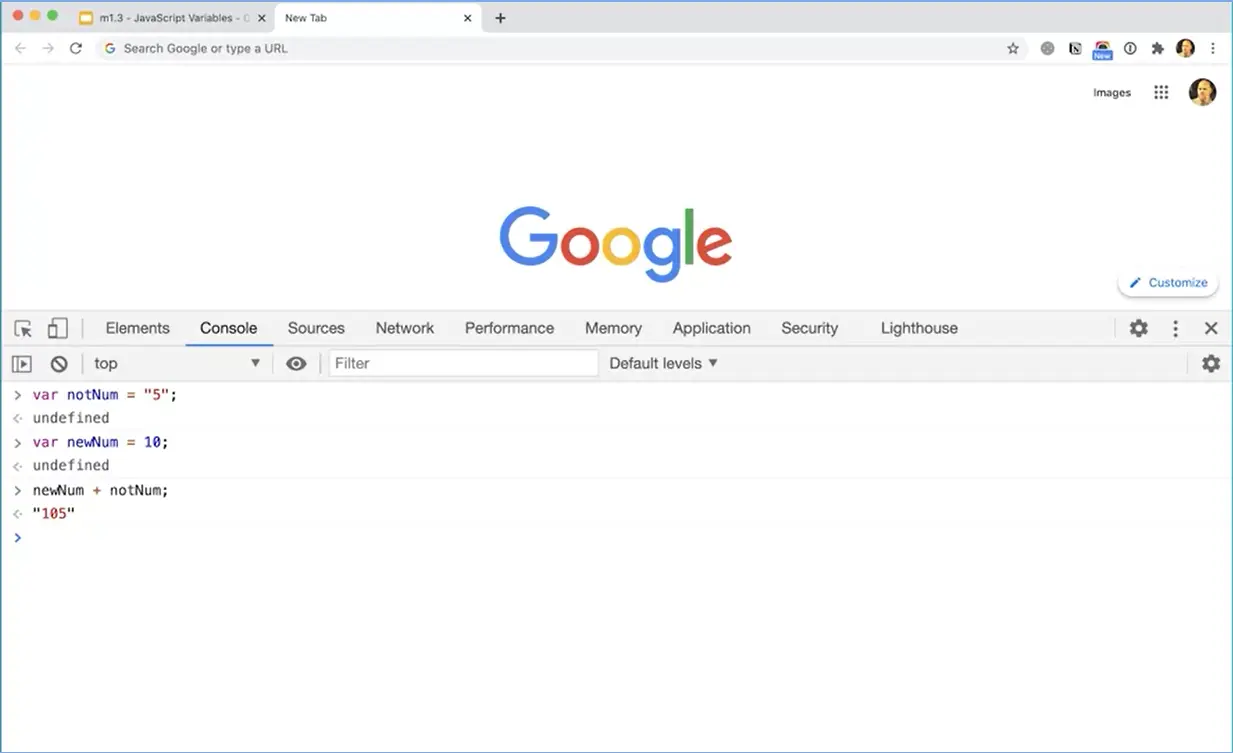 m1.3 - JavaScript Variables -
New Tab
Search Google or type a URL
New
Images
Google
Customize
Elements Console Sources Network Performance Memory Application Security Lighthouse
top Filter Default levels
> var notNum = "5";
undefined
> var newNum = 10;
undefined
> newNum + notNum;
"105"
>